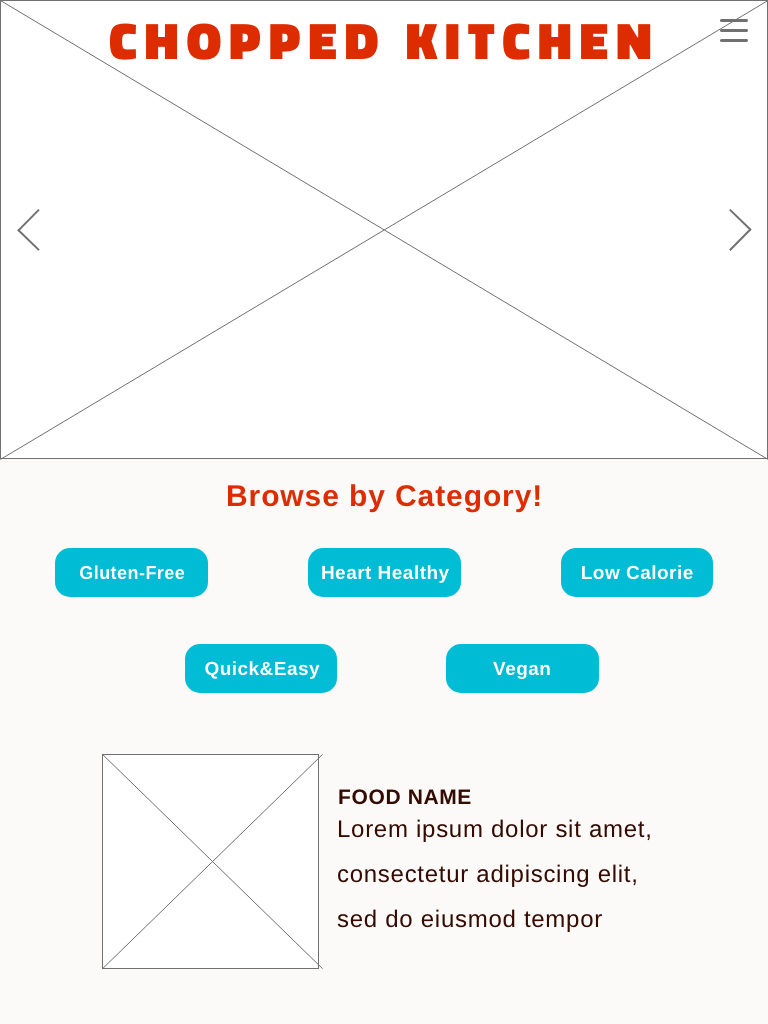 CHOPPED KITCHEN
Browse by Category!
Gluten-Free
Heart Healthy
Low Calorie
Quick&Easy
Vegan
FOOD NAME
Lorem ipsum dolor sit amet,
consectetur adipiscing elit,
sed do eiusmod tempor